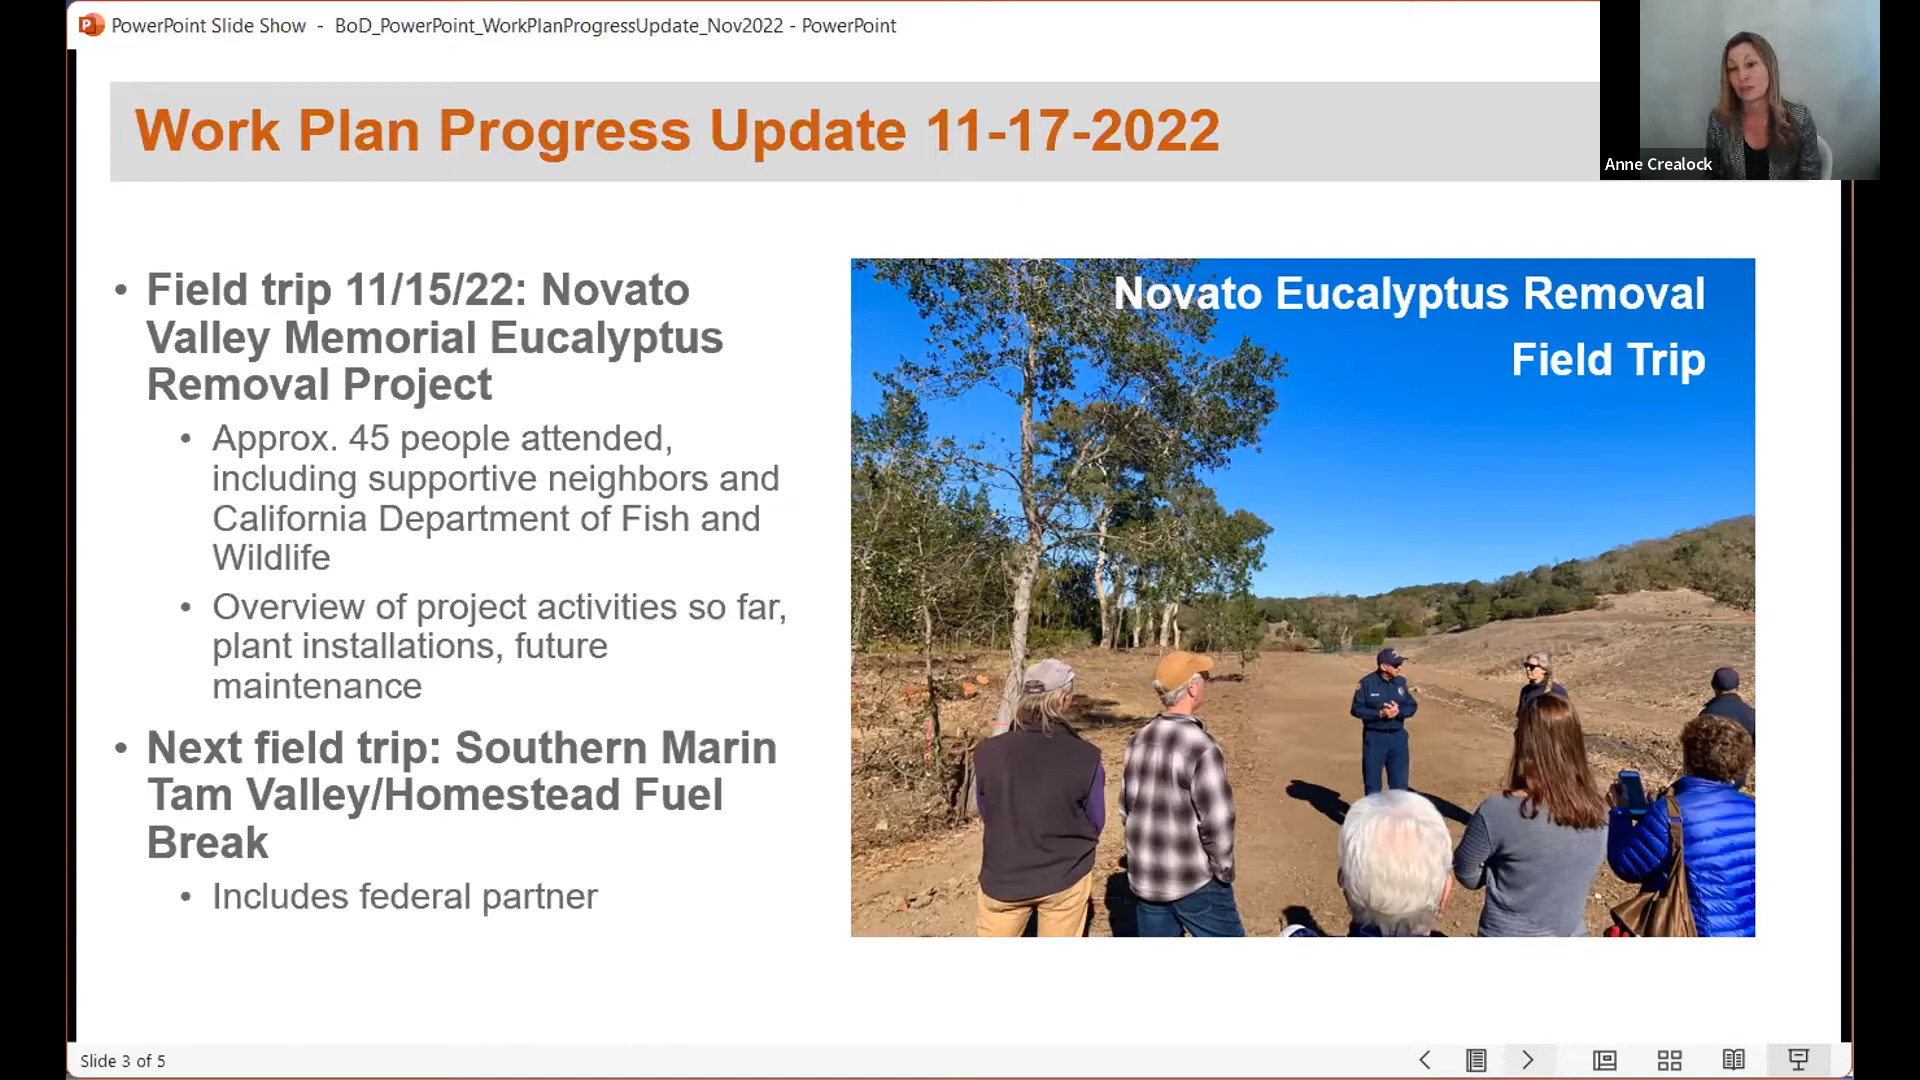 PowerPoint Slide Show - BoD_PowerPoint_WorkPlanProgressUpdate_Nov2022 - PowerPoint
Anne Crealock
Work Plan Progress Update 11-17-2022
• Field trip 11/15/22: Novato
Valley Memorial Eucalyptus
Removal Project
• Approx. 45 people attended,
including supportive neighbors and
California Department of Fish and
Wildlife
• Overview of project activities so far,
plant installations, future
maintenance
• Next field trip: Southern Marin
Tam Valley/Homestead Fuel
Break
• Includes federal partner
Novato Eucalyptus Removal
Field Trip
Slide 3 of 5